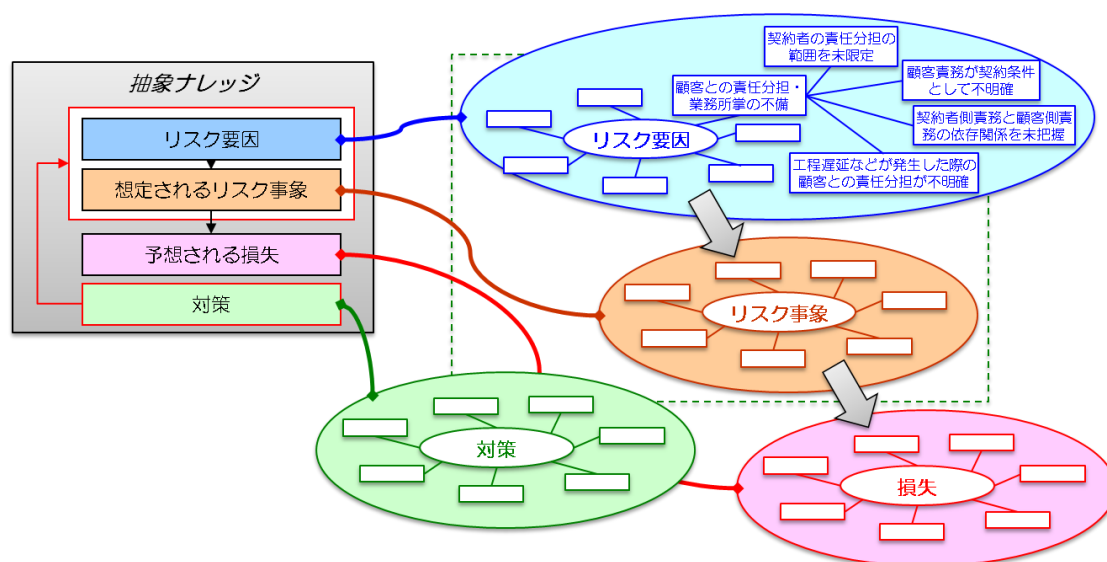 抽象ナレッジ
リスク要因
想定されるリスク事象
予想される損失
対策
契約者の責任分担の
範囲を未限定
顧客責務が契約条件
として不明確
顧客との責任分担・
業務所掌の不備
契約者側責務と顧客側責
務の依存関係を未把握
工程遅延などが発生した際の
顧客との責任分担が不明確
リスク要因
リスク事象
対策
損失